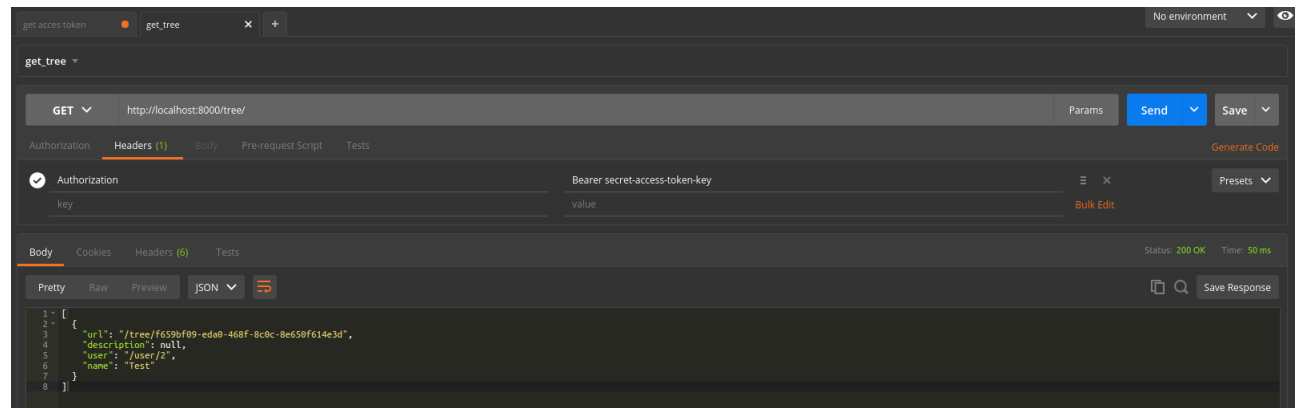 get acces token get_tree No environment
get_tree
GET http://localhost:8000/tree/ Params Send Save
Authorization Headers (1) Body Pre-request Script Tests Generate Code
Authorization Bearer secret-access-token-key Presets
key value Bulk Edit
Body Cookies Headers (6) Tests Status: 200 OK Time: 50 ms
Pretty Raw Preview JSON Save Response
1 [
2 {
3 "url": "/tree/f659bf09-eda0-468f-8c0c-8e650f614e3d",
4 "description": null,
5 "user": "/user/2",
6 "name": "Test"
7 }
8 ]